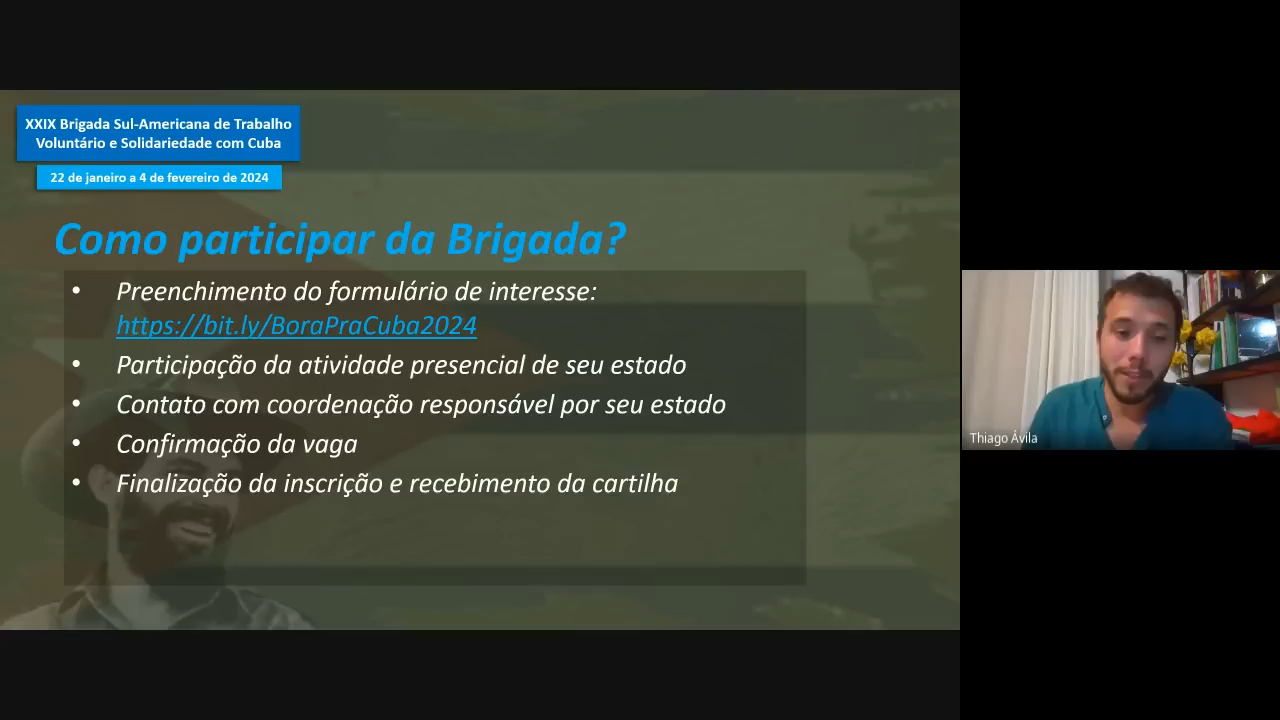 XXIX Brigada Sul-Americana de Trabalho
Voluntário e Solidariedade com Cuba
22 de janeiro a 4 de fevereiro de 2024
Como participar da Brigada?
• Preenchimento do formulário de interesse:
https://bit.ly/BoraPraCuba2024
• Participação da atividade presencial de seu estado
• Contato com coordenação responsável por seu estado
• Confirmação da vaga
• Finalização da inscrição e recebimento da cartilha
Thiago Ávila